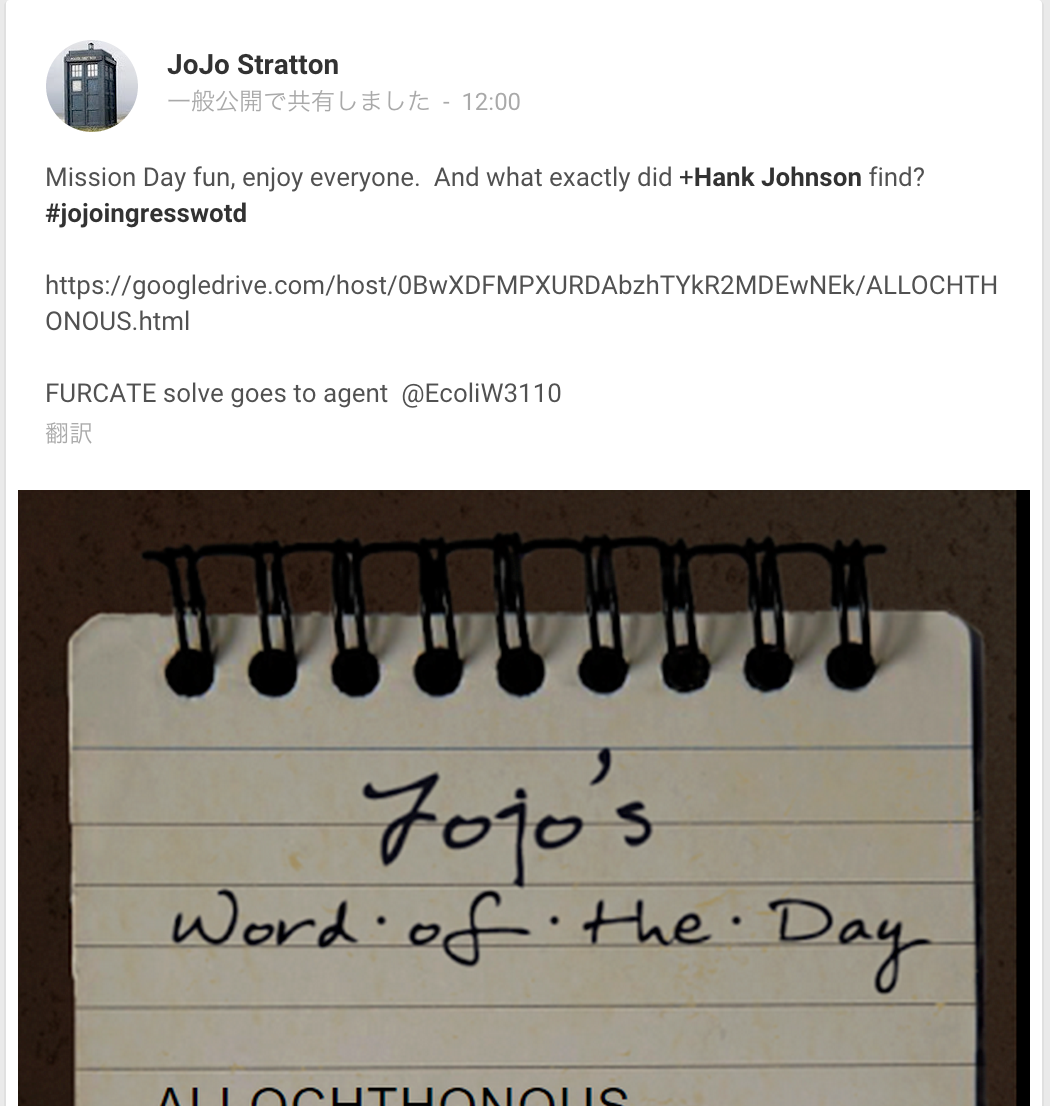 JoJo Stratton
一般公開で共有しました - 12:00
Mission Day fun, enjoy everyone.  And what exactly did +Hank Johnson find?
#jojoingresswotd
https://googledrive.com/host/0BwXDFMPXURDAbzhTYkR2MDEwNEk/ALLOCHTH
ONOUS.html
FURCATE solve goes to agent  @EcoliW3110
翻訳
Jojo's
Word·of·the·Day
ALLOCHTHONOUS